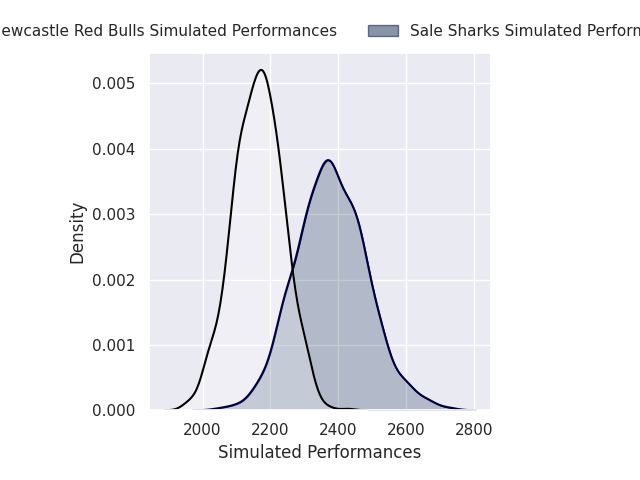 ewcastle Red Bulls Simulated Performances
Sale Sharks Simulated Perforn
0.005
0.004
0.003
0.002
0.001
0.000
Density
2000 2200 2400 2600 2800
Simulated Performances